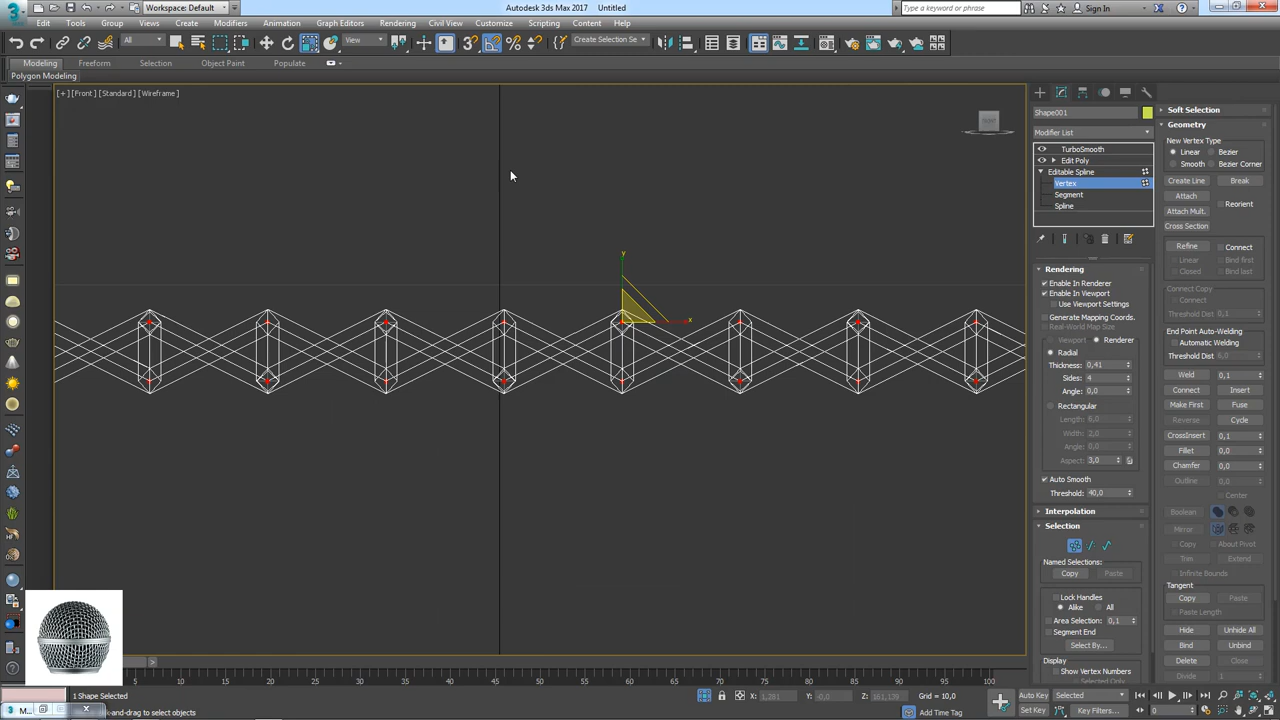 Autodesk 3ds Max 2017    Untitled
Workspace: Default
Type a keyword or phrase
Sign In
Edit Tools Group Views Create Modifiers Animation Graph Editors Rendering Civil View Customize Scripting Content Help
All
View
Create Selection Se
Modeling Freeform Selection Object Paint Populate
Polygon Modeling
[+] [Front] [Standard] [Wireframe]
FRONT
y
x
Shape001
Modifier List
TurboSmooth
Edit Poly
Editable Spline
Vertex
Segment
Spline
Rendering
Enable In Renderer
Enable In Viewport
Use Viewport Settings
Generate Mapping Coords.
Real-World Map Size
Viewport Renderer
Radial
Thickness: 0,41
Sides: 4
Angle: 0,0
Rectangular
Length: 6,0
Width: 2,0
Angle: 0,0
Aspect: 3,0
Auto Smooth
Threshold: 40,0
Interpolation
Selection
Named Selections:
Copy Paste
Lock Handles
Alike All
Area Selection: 0,1
Segment End
Select By...
Display
Show Vertex Numbers
Selected Only
Soft Selection
Geometry
New Vertex Type
Linear Bezier
Smooth Bezier Corner
Create Line Break
Attach
Reorient
Attach Mult.
Cross Section
Refine Connect
Linear Bind first
Closed Bind last
Connect Copy
Connect
Threshold Dist 0,1
End Point Auto-Welding
Automatic Welding
Threshold Dist 6,0
Weld 0,1
Connect Insert
Make First Fuse
Reverse Cycle
CrossInsert 0,1
Fillet 0,0
Chamfer 0,0
Outline 0,0
Center
Boolean
Mirror
Copy About Pivot
Trim Extend
Infinite Bounds
Tangent
Copy Paste
Paste Length
Hide Unhide All
Bind Unbind
Delete Close
Divide 1
5 10 15 20 25 30 35 40 45 50 55 60 65 70 75 80 85 90 95 100
1 Shape Selected
-and-drag to select objects
M...
X: 1,281 Y: -0,0 Z: 161,139 Grid = 10,0
Add Time Tag
Auto Key Selected
Set Key Key Filters...
0